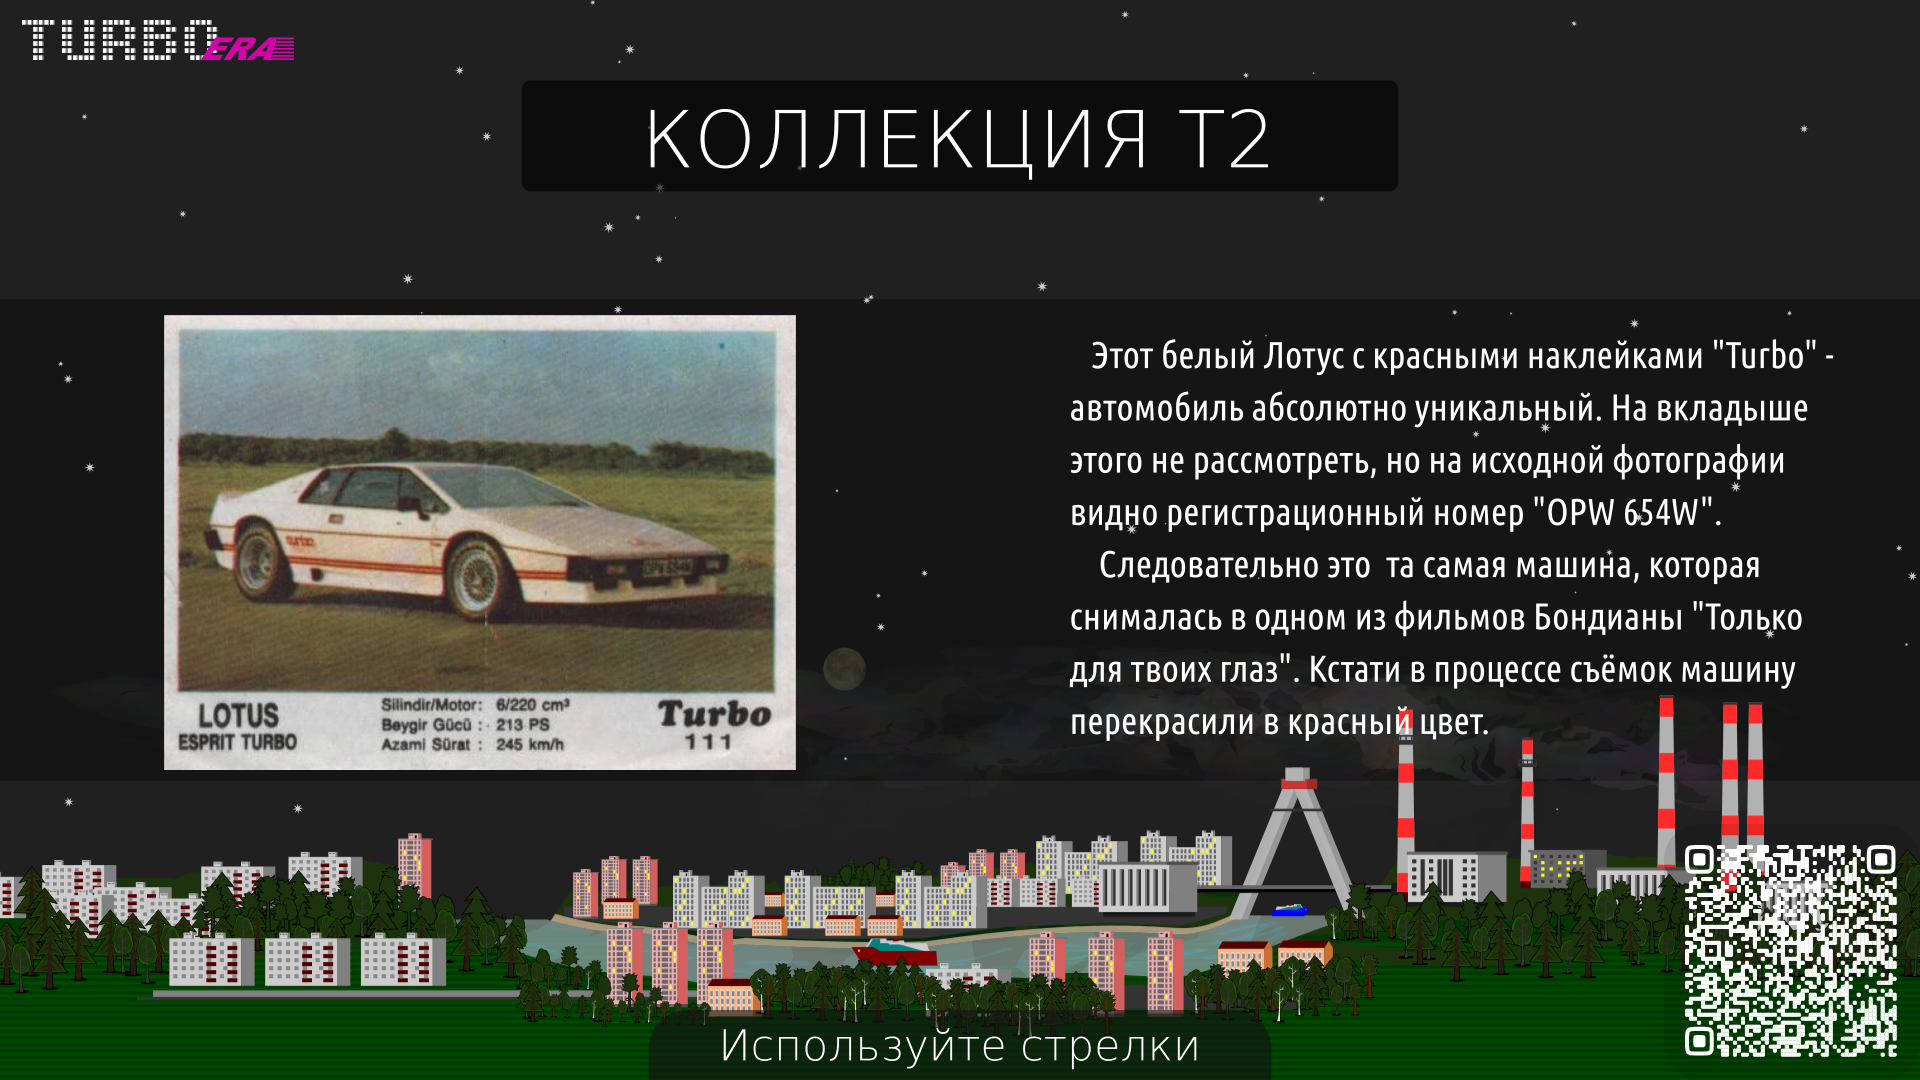 TURBO ERA
КОЛЛЕКЦИЯ Т2
Этот белый Лотус с красными наклейками "Turbo" -
автомобиль абсолютно уникальный. На вкладыше
этого не рассмотреть, но на исходной фотографии
видно регистрационный номер "OPW 654W".
Следовательно это та самая машина, которая
снималась в одном из фильмов Бондианы "Только
для твоих глаз". Кстати в процессе съёмок машину
перекрасили в красный цвет.
turbo
LOTUS
ESPRIT TURBO
Silindir/Motor: 6/220 cm³
Beygir Gücü : 213 PS
Azami Sürat : 245 km/h
Turbo
111
Используйте стрелки